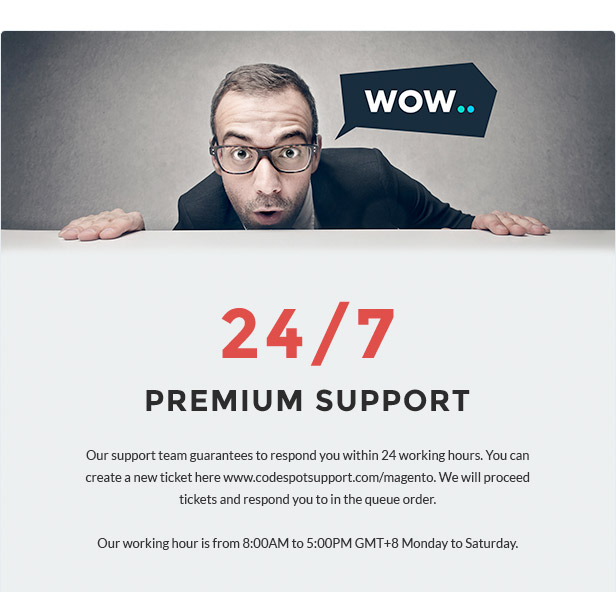 WOW..
24/7
PREMIUM SUPPORT
Our support team guarantees to respond you within 24 working hours. You can
create a new ticket here www.codespotsupport.com/magento. We will proceed
tickets and respond you to in the queue order.
Our working hour is from 8:00AM to 5:00PM GMT+8 Monday to Saturday.